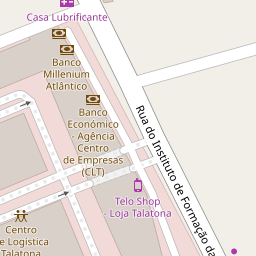 Casa Lubrificante
Banco
Millenium
Atlântico
Banco
Económico
- Agência
Centro
de Empresas
(CLT)
Rua do Instituto de Formação da
Telo Shop
- Loja Talatona
Centro
de Logística
Talatona